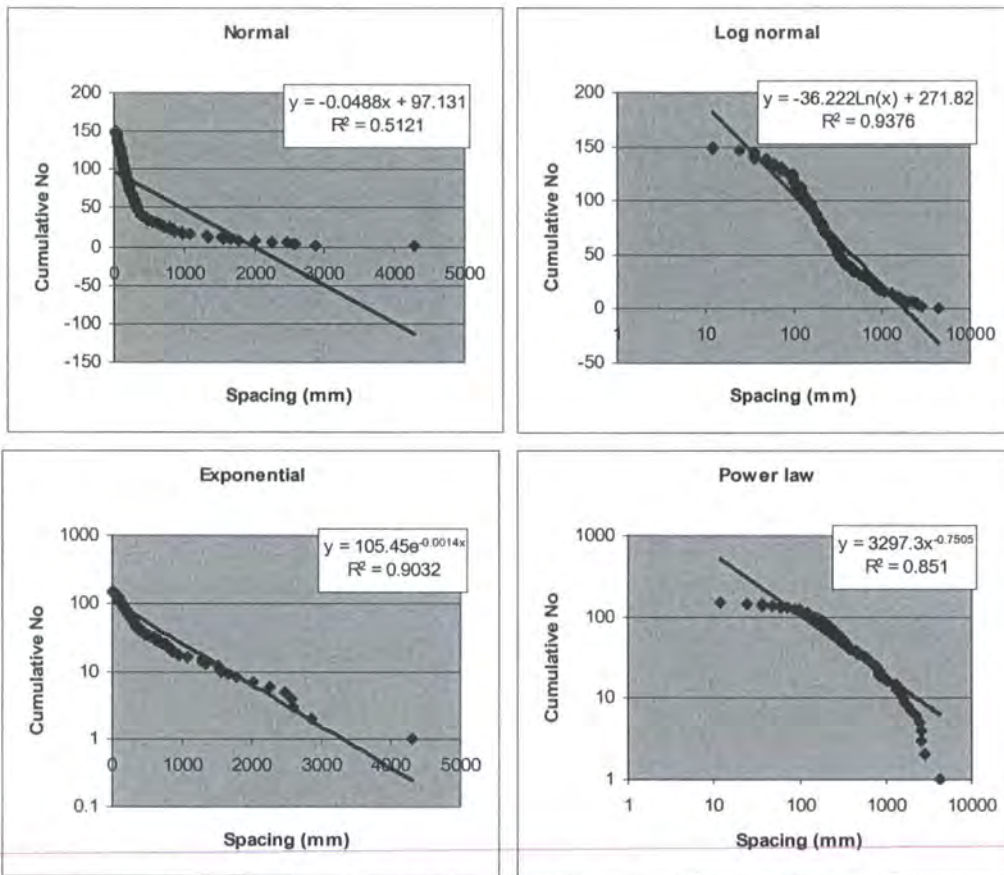 Normal
y = -0.0488x + 97.131
R² = 0.5121
200
150
100
50
0
-50
-100
-150
0 1000 2000 3000 4000 5000
Cumulative No
Spacing (mm)
Log normal
y = -36.222Ln(x) + 271.82
R² = 0.9376
200
150
100
50
0
-50
1 10 100 1000 10000
Cumulative No
Spacing (mm)
Exponential
y = 105.45e^-0.0014x
R² = 0.9032
1000
100
10
1
0.1
0 1000 2000 3000 4000 5000
Cumulative No
Spacing (mm)
Power law
y = 3297.3x^-0.7505
R² = 0.851
1000
100
10
1
1 10 100 1000 10000
Cumulative No
Spacing (mm)